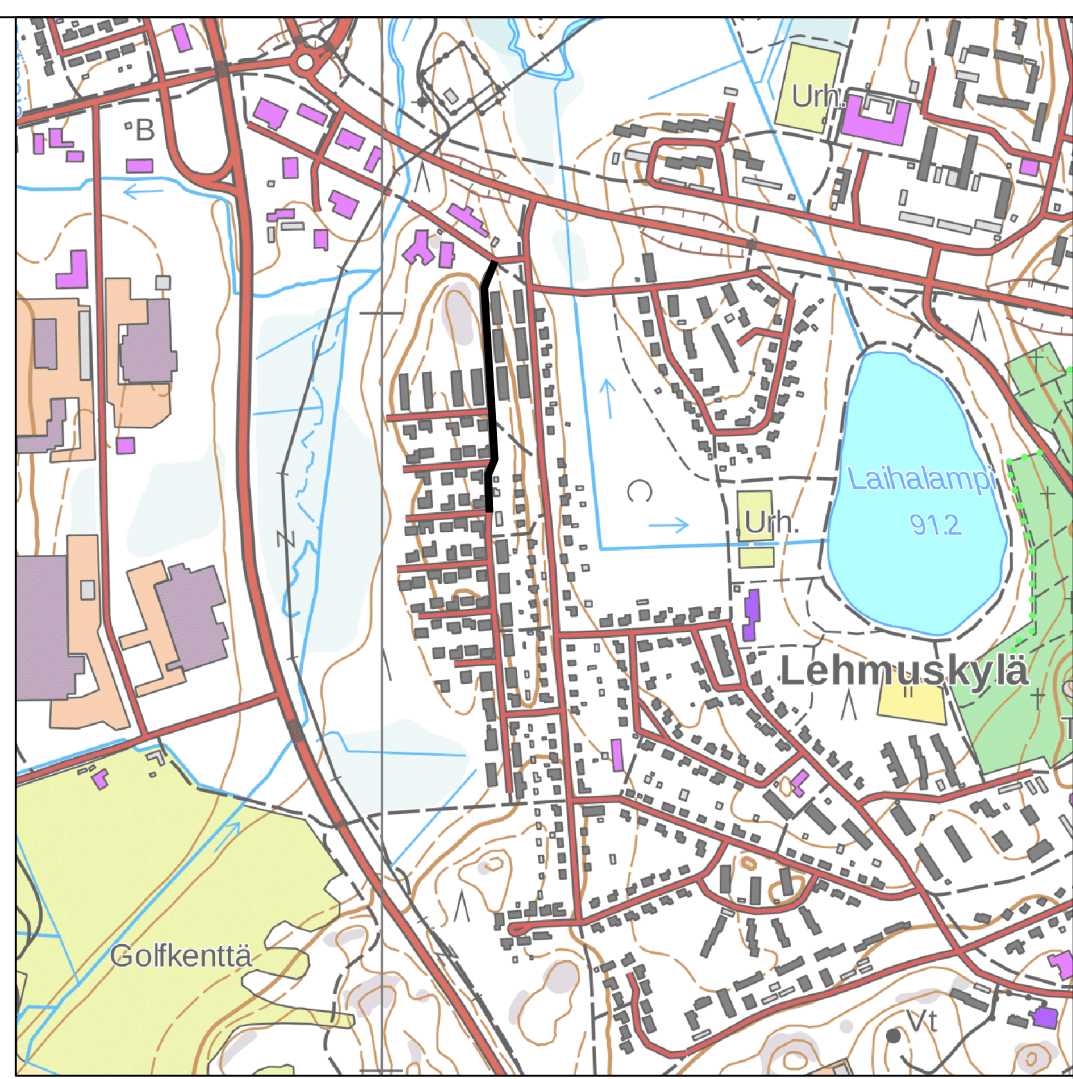 Urh.
B
Laihalampi
91.2
Urh.
Lehmuskylä
T
Golfkenttä
Vt